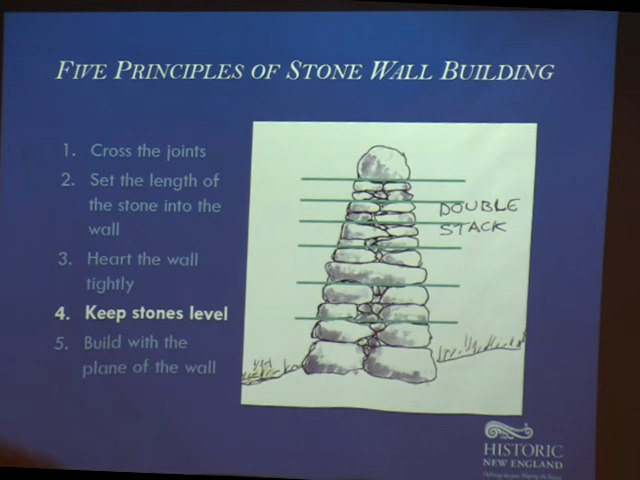 FIVE PRINCIPLES OF STONE WALL BUILDING
1. Cross the joints
2. Set the length of
the stone into the
wall
3. Heart the wall
tightly
4. Keep stones level
5. Build with the
plane of the wall
DOUBLE
STACK
HISTORIC
NEW ENGLAND